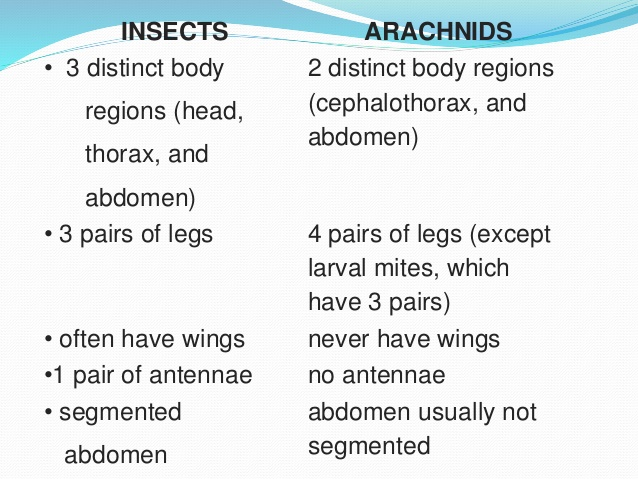 INSECTS
• 3 distinct body
regions (head,
thorax, and
abdomen)
• 3 pairs of legs
• often have wings
•1 pair of antennae
• segmented
abdomen
ARACHNIDS
2 distinct body regions
(cephalothorax, and
abdomen)
4 pairs of legs (except
larval mites, which
have 3 pairs)
never have wings
no antennae
abdomen usually not
segmented